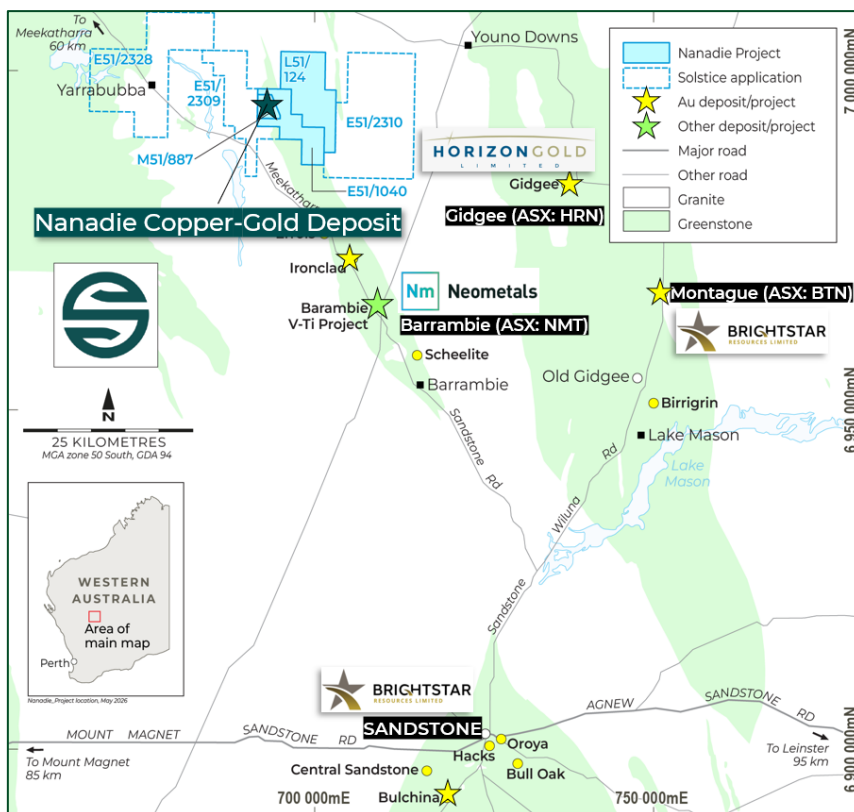 To
Meekatharra
60 km
E51/2328
Yarrabubba
E51/
2309
L51/
124
M51/887
E51/2310
E51/1040
Meekatharra
Youno Downs
Nanadie Project
Solstice application
Au deposit/project
Other deposit/project
Major road
Other road
Granite
Greenstone
7 000 000mN
HORIZON GOLD
LIMITED
Gidgee
Gidgee (ASX: HRN)
Nanadie Copper-Gold Deposit
Ironclad
Barambie
V-Ti Project
Nm Neometals
Barrambie (ASX: NMT)
Montague (ASX: BTN)
BRIGHTSTAR
RESOURCES LIMITED
Scheelite
Barrambie
Old Gidgee
Birrigrin
Lake Mason
Lake
Mason
6 950 000mN
N
25 KILOMETRES
MGA zone 50 South, GDA 94
Sandstone Rd
Sandstone Wiluna Rd
WESTERN
AUSTRALIA
Area of
main map
Perth
Nanadie_Project location, May 2026
BRIGHTSTAR
RESOURCES LIMITED
SANDSTONE
MOUNT MAGNET SANDSTONE RD
AGNEW SANDSTONE RD
To Mount Magnet
85 km
To Leinster
95 km
Oroya
Hacks
Bull Oak
Central Sandstone
Bulchina
700 000mE
750 000mE
6 900 000mN